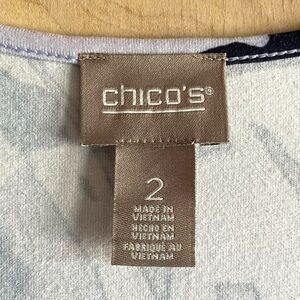 chico's®
2
MADE IN
VIETNAM
HECHO EN
VIETNAM
FABRIQUÉ AU
VIETNAM